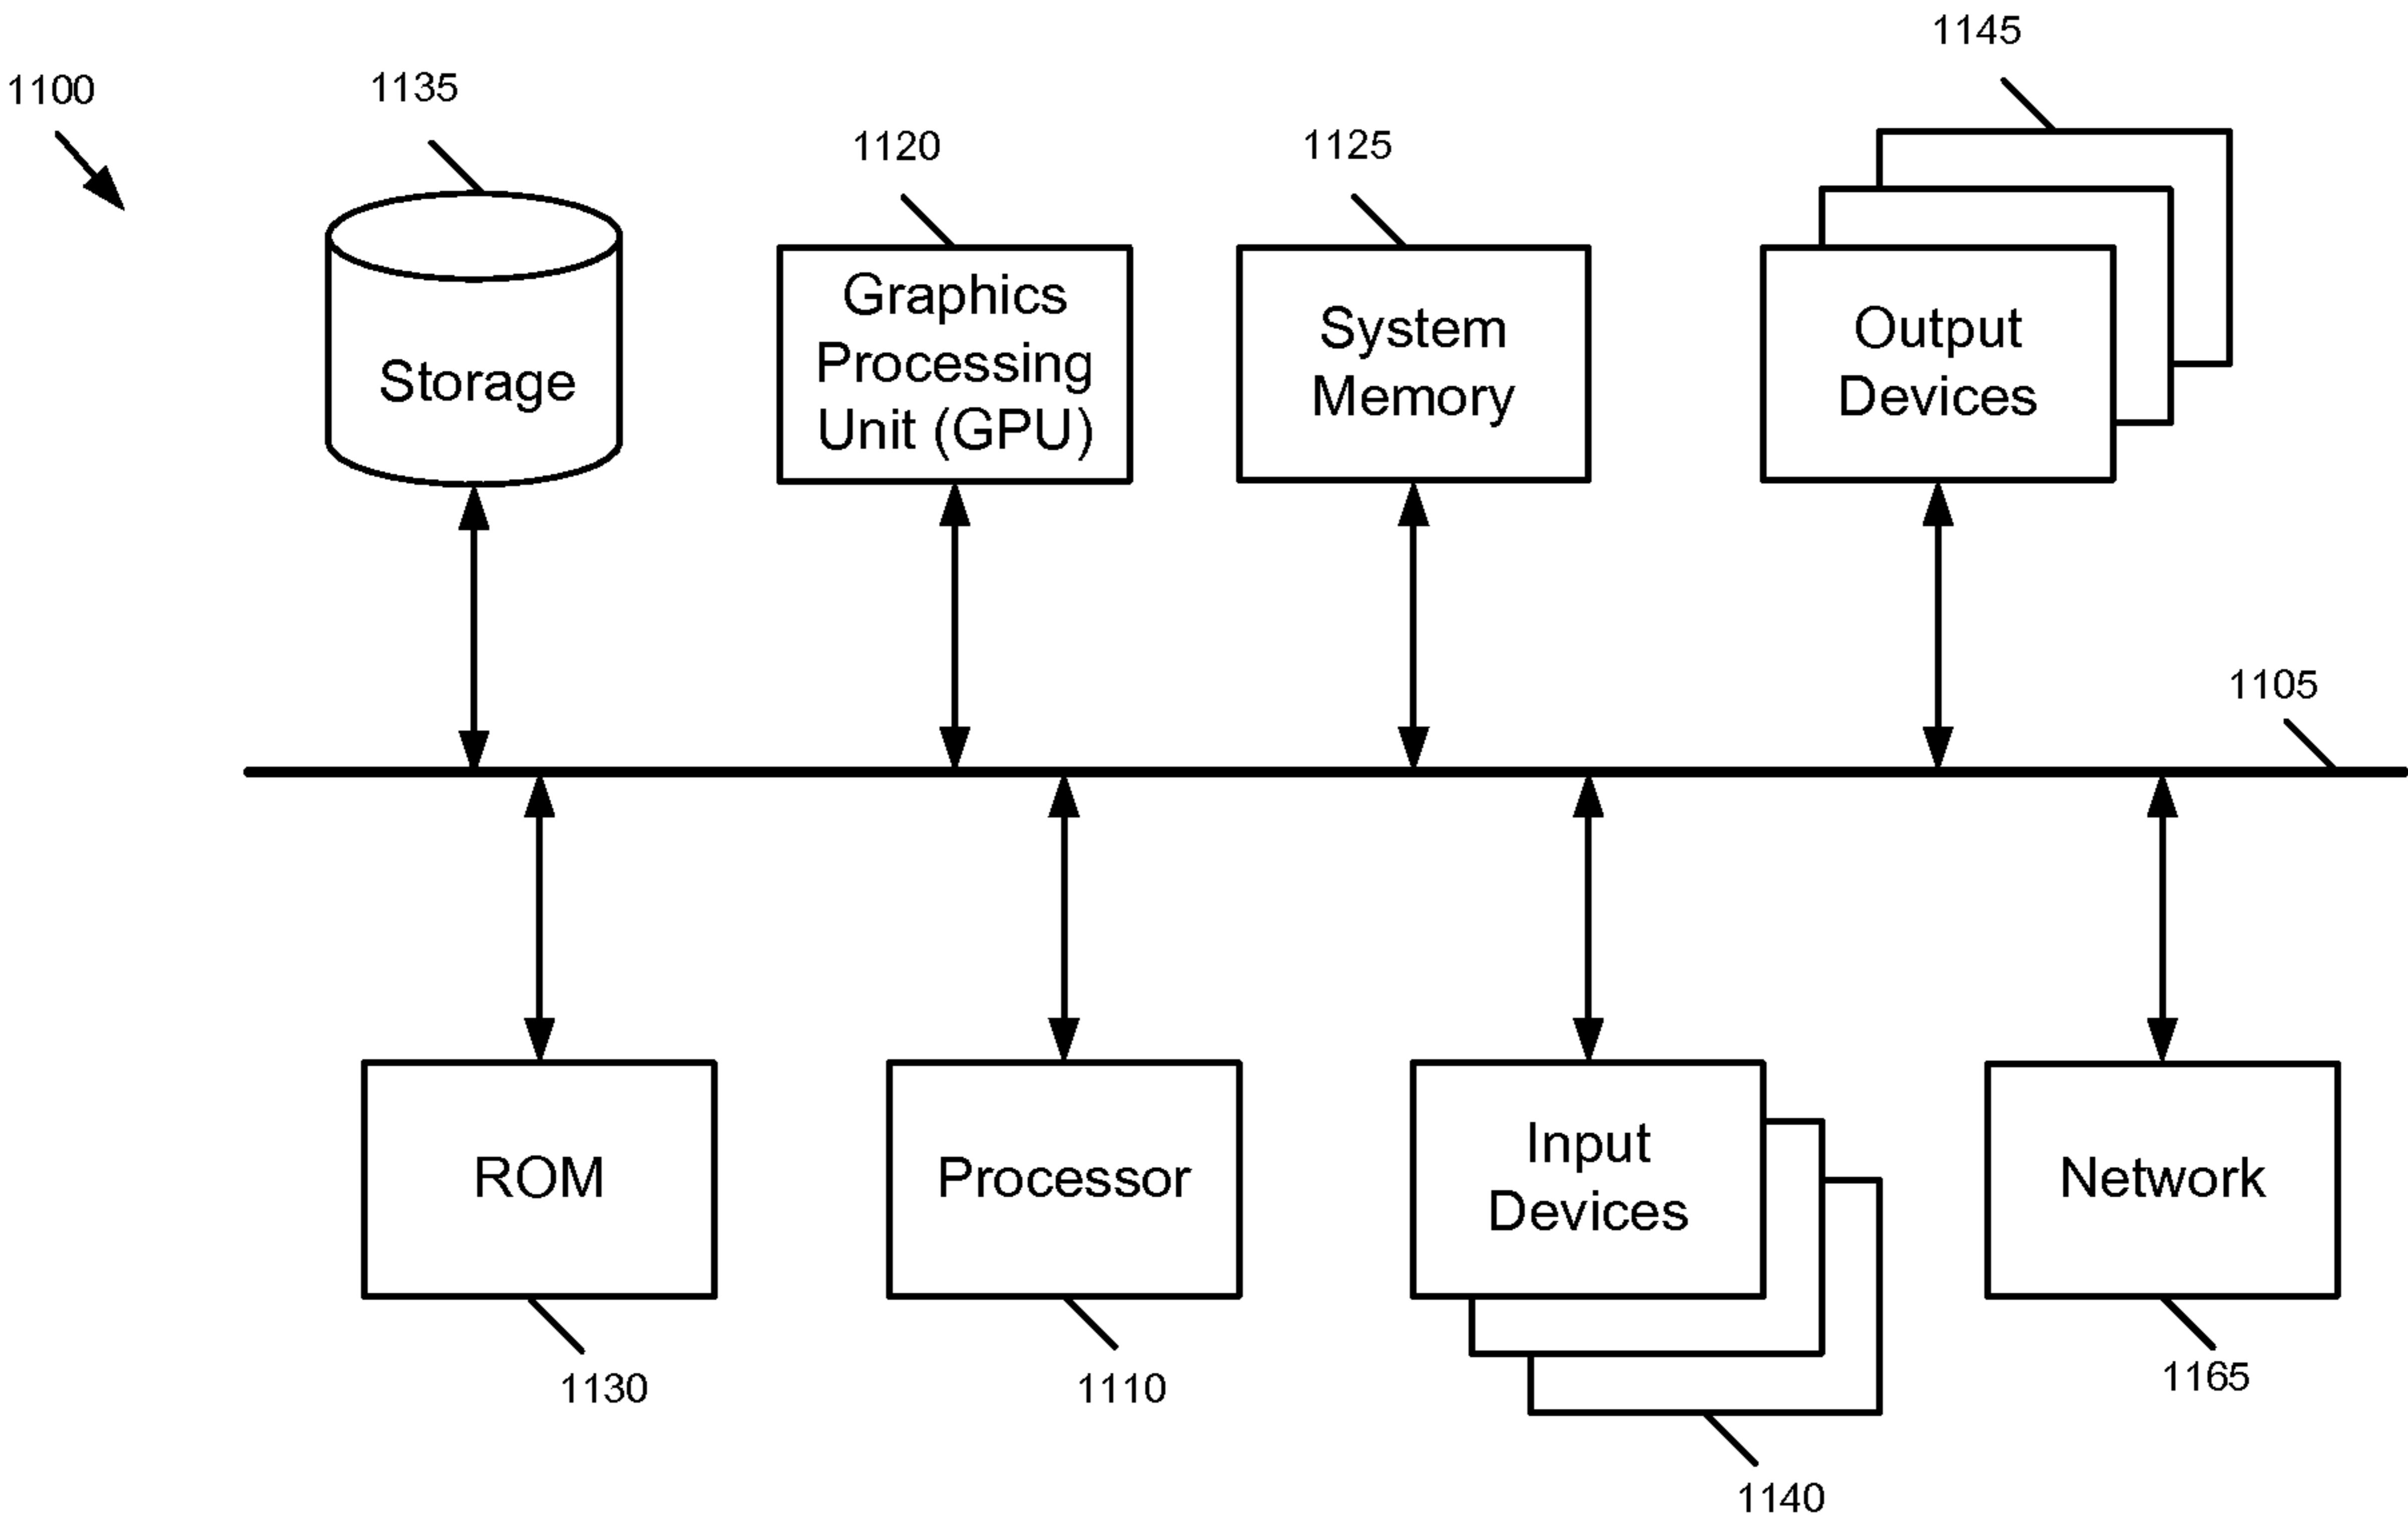 1100
1135
1120
1125
1145
Storage
Graphics
Processing
Unit (GPU)
System
Memory
Output
Devices
1105
ROM
Processor
Input
Devices
Network
1130
1110
1140
1165